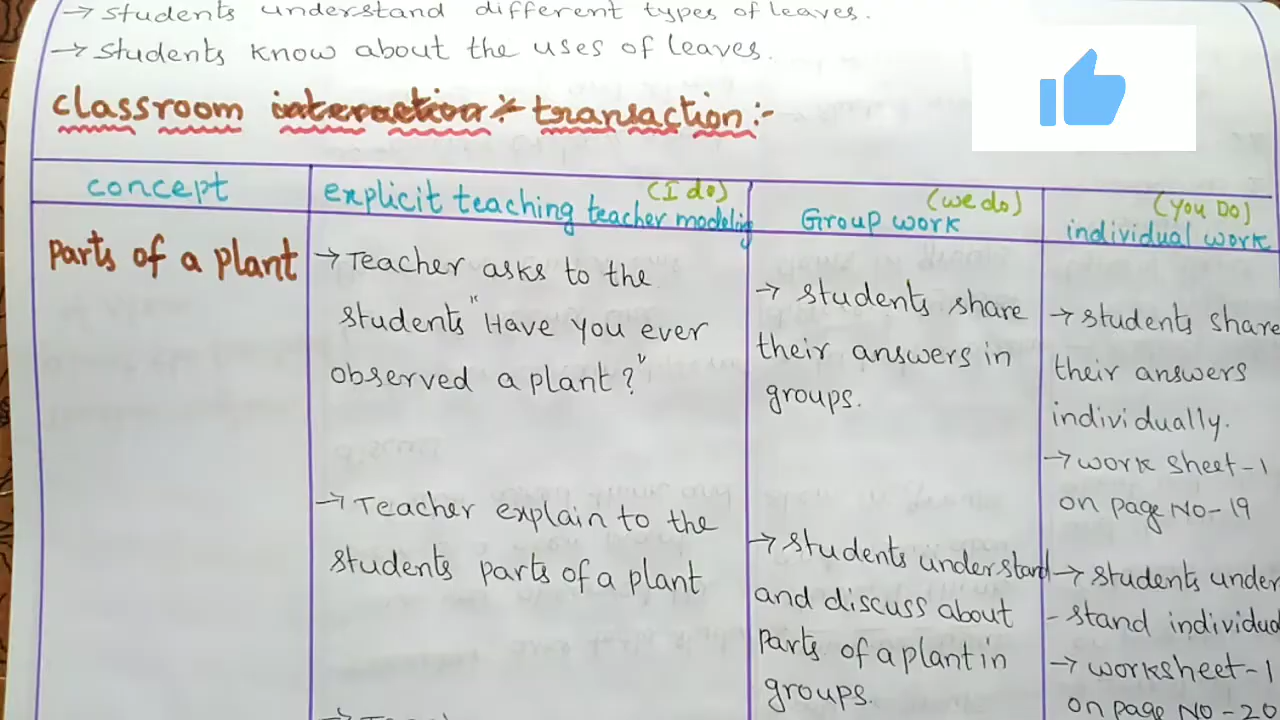 → students understand different types of leaves.
→ students know about the uses of leaves.
classroom interaction :- transaction :-
concept
explicit teaching teacher modeling (I do)
Group work (we do)
individual work (You Do)
parts of a plant
→ Teacher asks to the
students "Have you ever
observed a plant?"
→ students share
their answers in
groups.
→ students share
their answers
individually.
→ work sheet-1
on page No-19
→ Teacher explain to the
students parts of a plant
→ students understand
and discuss about
parts of a plant in
groups.
→ students under
- stand individual
→ worksheet-1
on page No-20